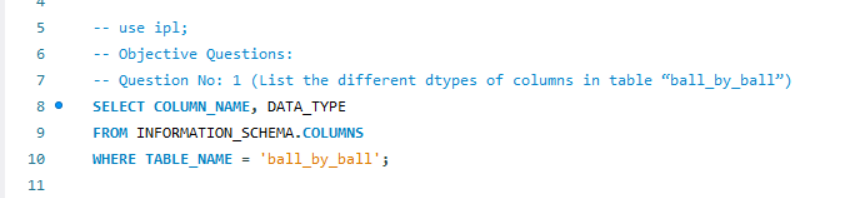 4
5 -- use ipl;
6 -- Objective Questions:
7 -- Question No: 1 (List the different dtypes of columns in table “ball_by_ball”)
8 SELECT COLUMN_NAME, DATA_TYPE
9 FROM INFORMATION_SCHEMA.COLUMNS
10 WHERE TABLE_NAME = 'ball_by_ball';
11